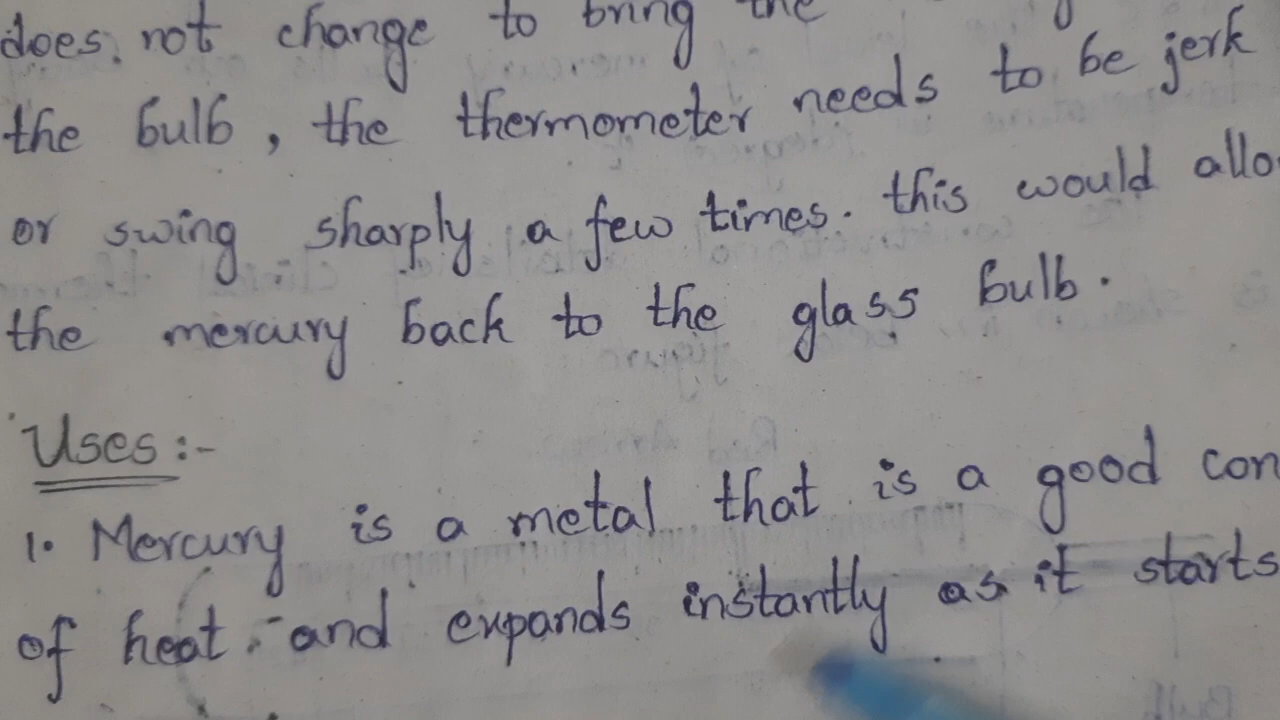 does not change to bring the
the bulb, the thermometer needs to be jerk
or swing sharply a few times. this would allo
the mercury back to the glass bulb.
Uses :-
1. Mercury is a metal that is a good con
of heat. and expands instantly as it starts